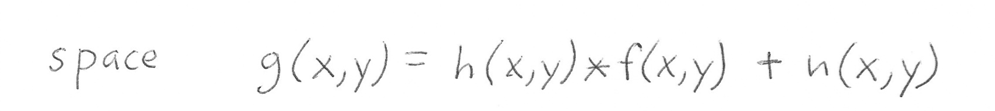 space g(x,y) = h(x,y)*f(x,y) + n(x,y)